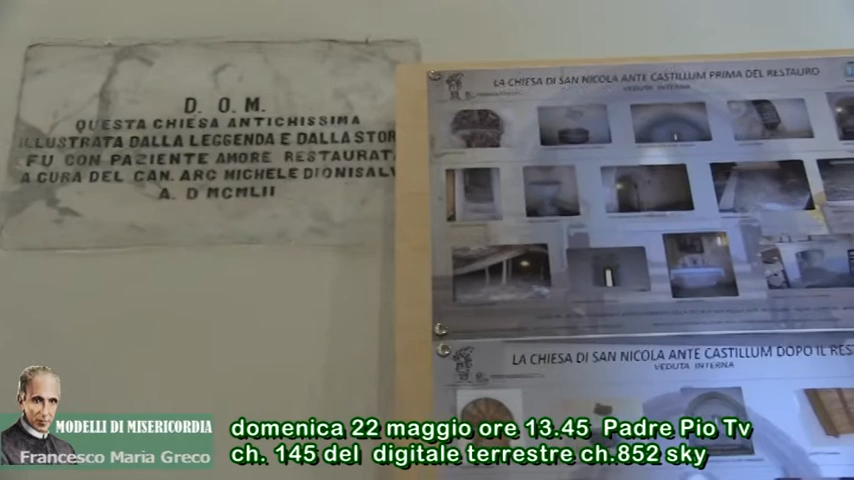 D. O. M.
QUESTA CHIESA ANTICHISSIMA
ILLUSTRATA DALLA LEGGENDA E DALLA STOR
FU CON PAZIENTE AMORE RESTAURAT
A CURA DEL CAN. ARC MICHELE DIONISALV
A. D MCMLII
LA CHIESA DI SAN NICOLA ANTE CASTILLUM PRIMA DEL RESTAURO
VEDUTE INTERNA
LA CHIESA DI SAN NICOLA ANTE CASTILLUM DOPO IL REST
VEDUTA INTERNA
MODELLI DI MISERICORDIA
Francesco Maria Greco
domenica 22 maggio ore 13.45 Padre Pio Tv
ch. 145 del digitale terrestre ch.852 sky